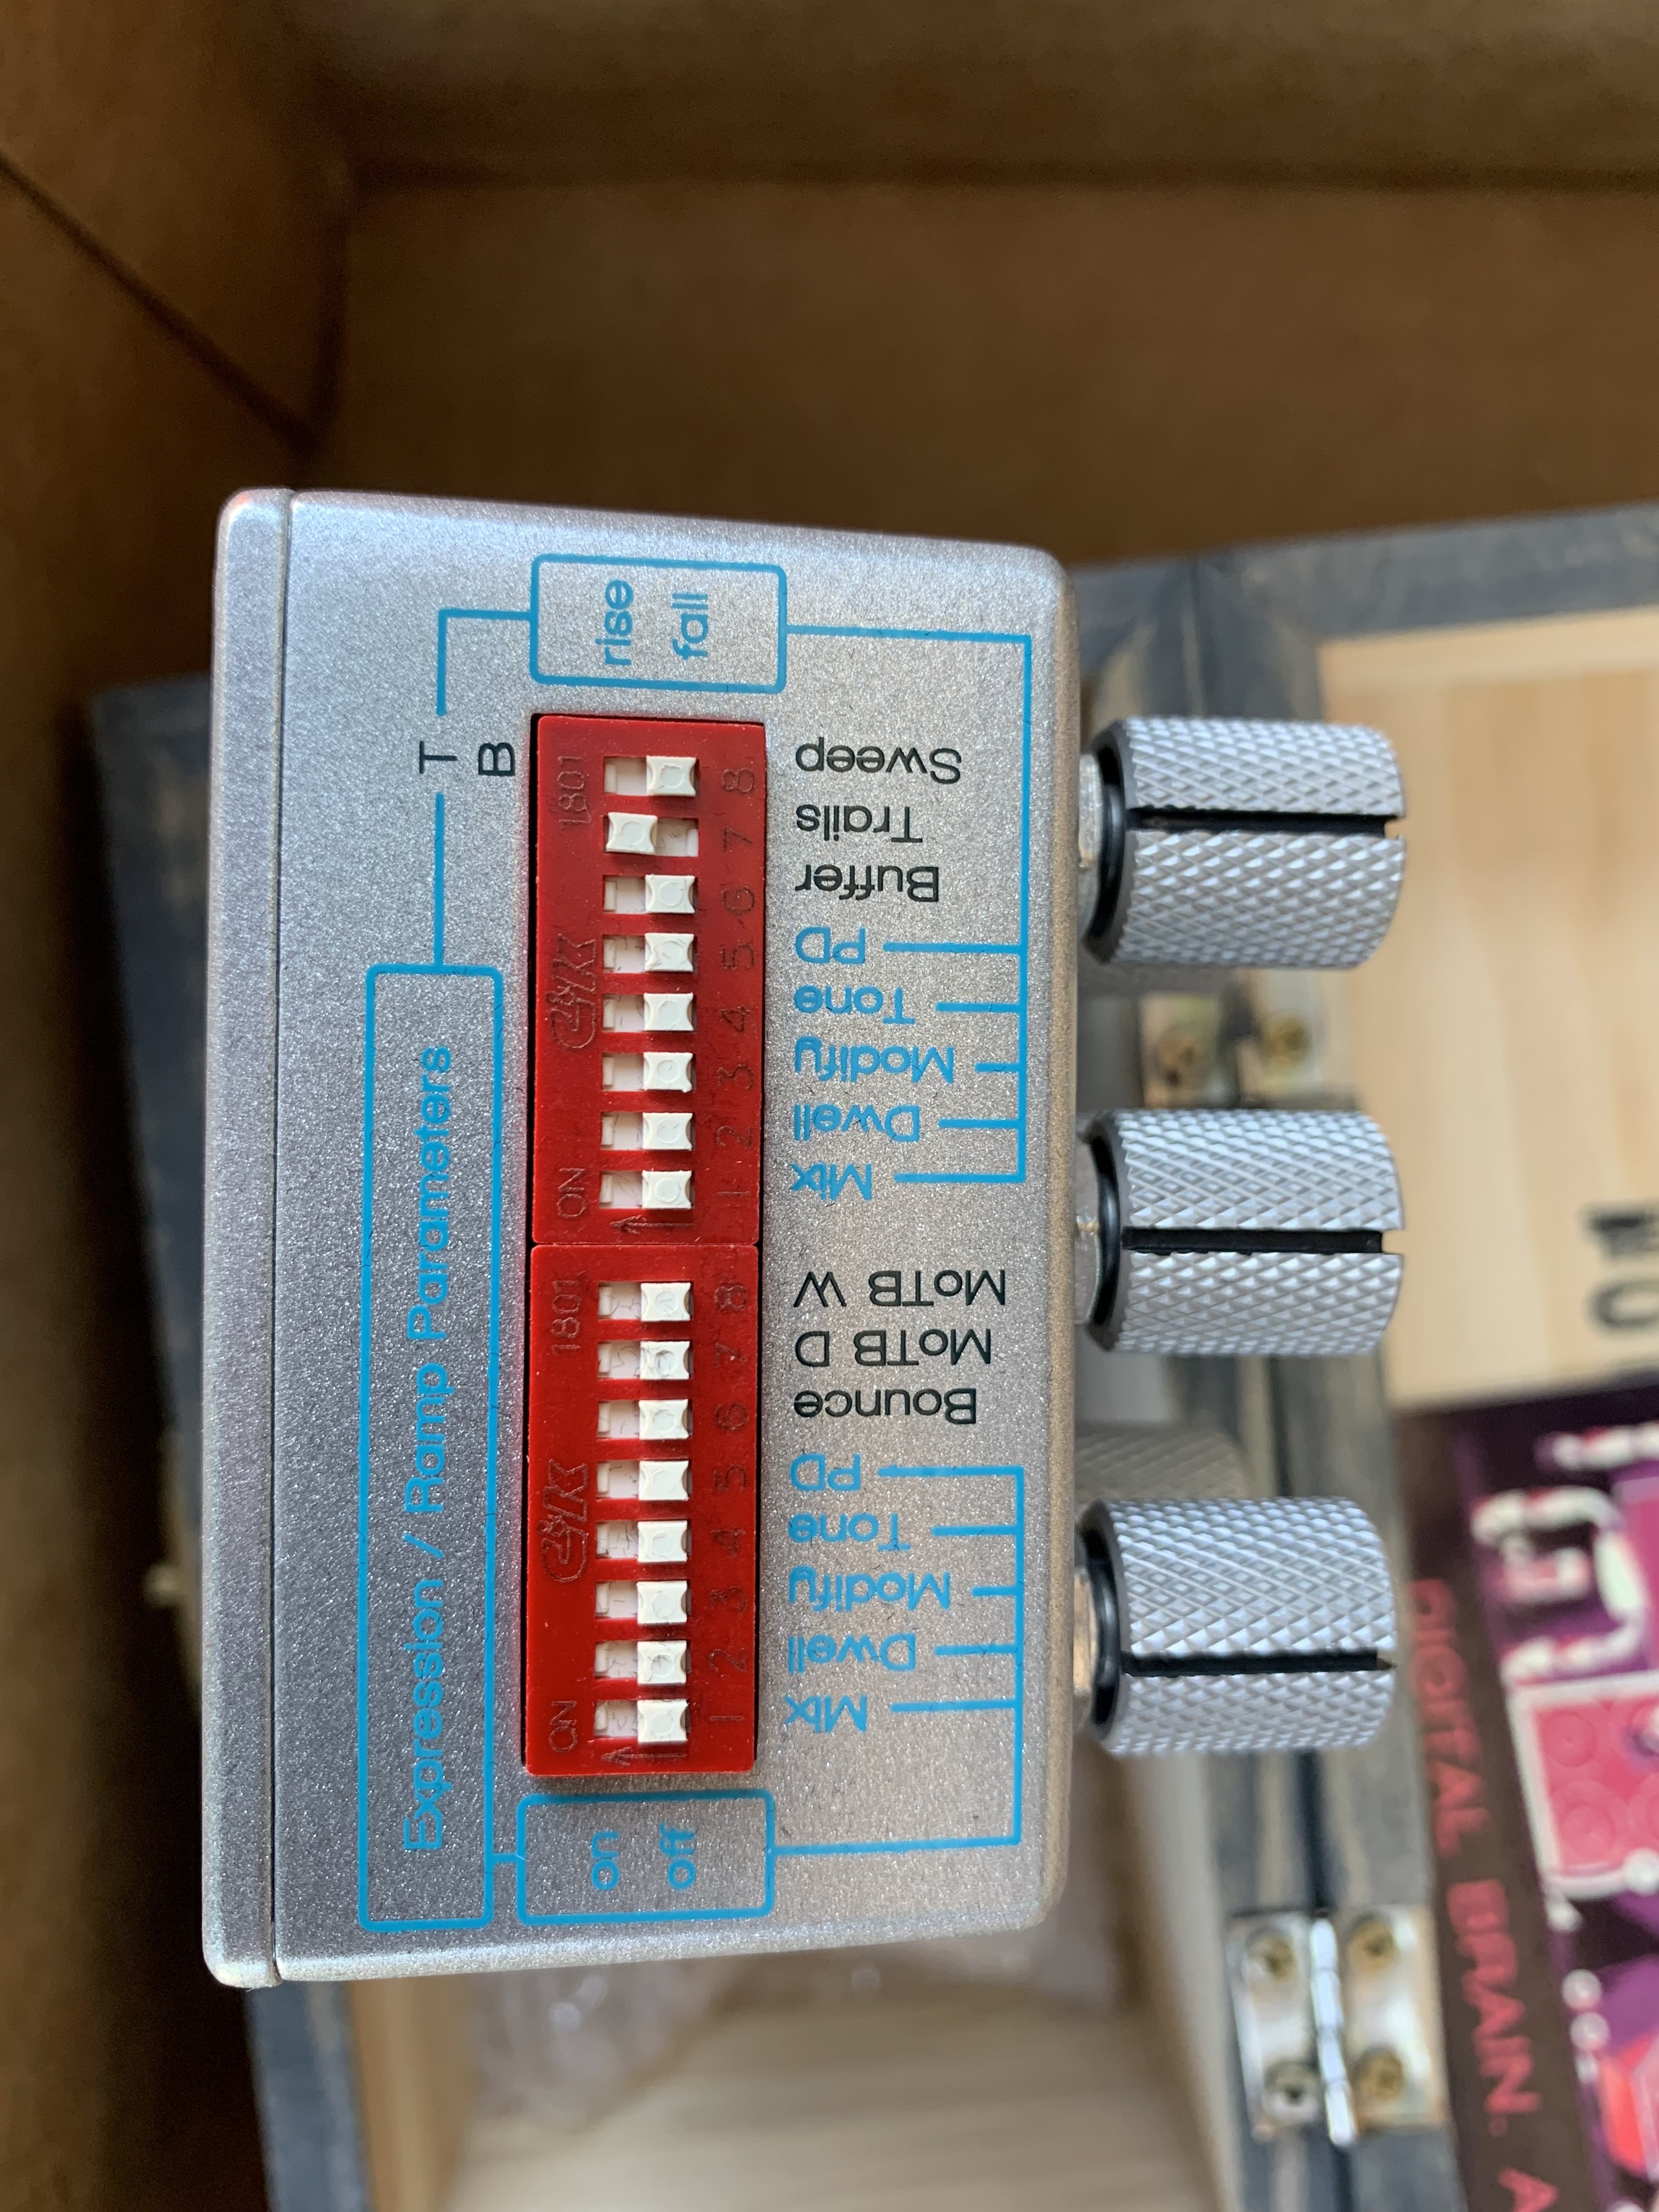 Expression / Ramp Parameters
T
B
on
off
rise
fall
ON
1 2 3 4 5 6 7 8
C&K
1801
ON
1 2 3 4 5 6 7 8
C&K
1801
Mix
Dwell
Modify
Tone
PD
Bounce
MoTB D
MoTB W
Mix
Dwell
Modify
Tone
PD
Buffer
Trails
Sweep
DIGITAL BRAIN. A